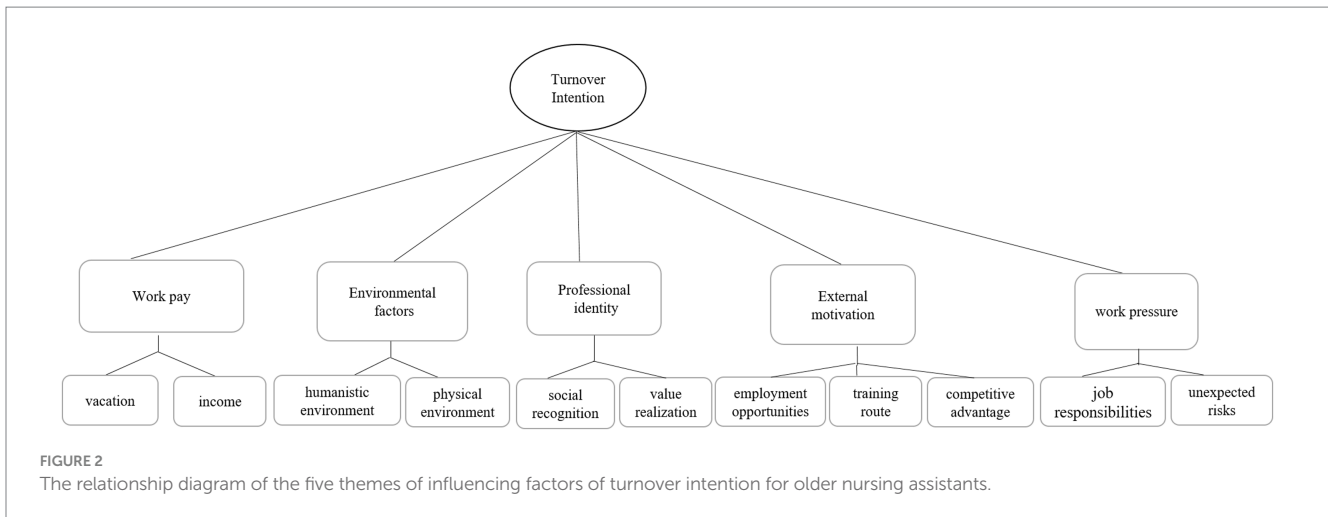 Turnover
Intention
Work pay
Environmental
factors
Professional
identity
External
motivation
work pressure
vacation
income
humanistic
environment
physical
environment
social
recognition
value
realization
employment
opportunities
training
route
competitive
advantage
job
responsibilities
unexpected
risks
FIGURE 2
The relationship diagram of the five themes of influencing factors of turnover intention for older nursing assistants.